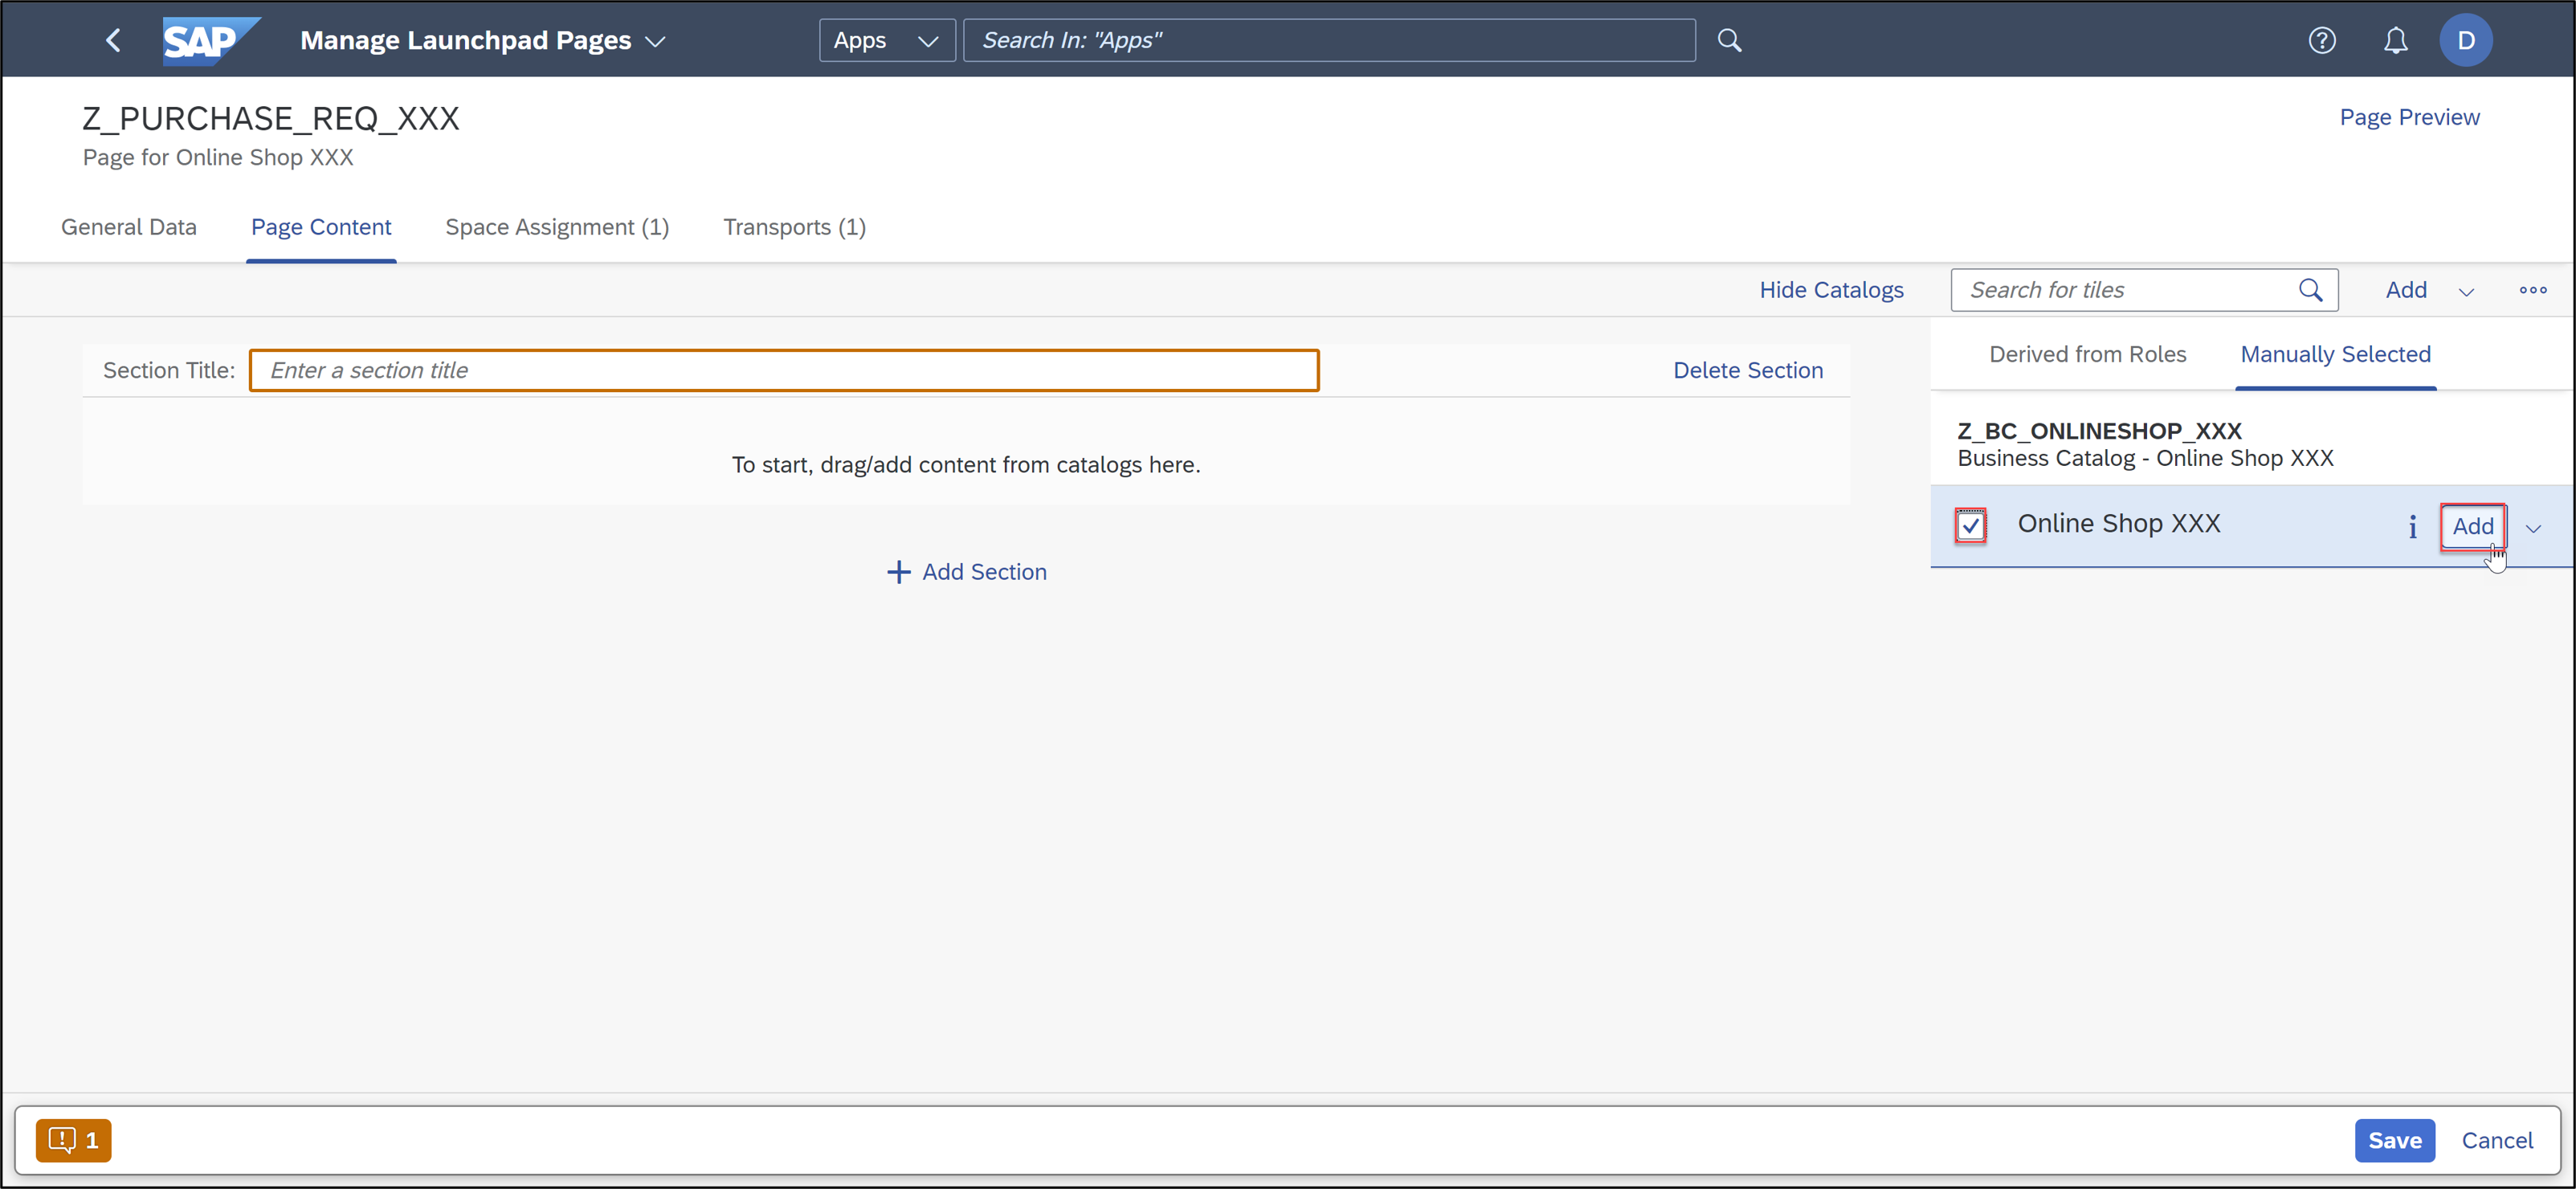 SAP Manage Launchpad Pages Apps Search In: "Apps" D
Z_PURCHASE_REQ_XXX Page Preview
Page for Online Shop XXX
General Data Page Content Space Assignment (1) Transports (1)
Hide Catalogs Search for tiles Add
Derived from Roles Manually Selected
Section Title: Enter a section title Delete Section
To start, drag/add content from catalogs here.
Add Section
Z_BC_ONLINESHOP_XXX
Business Catalog - Online Shop XXX
Online Shop XXX i Add
1 Save Cancel